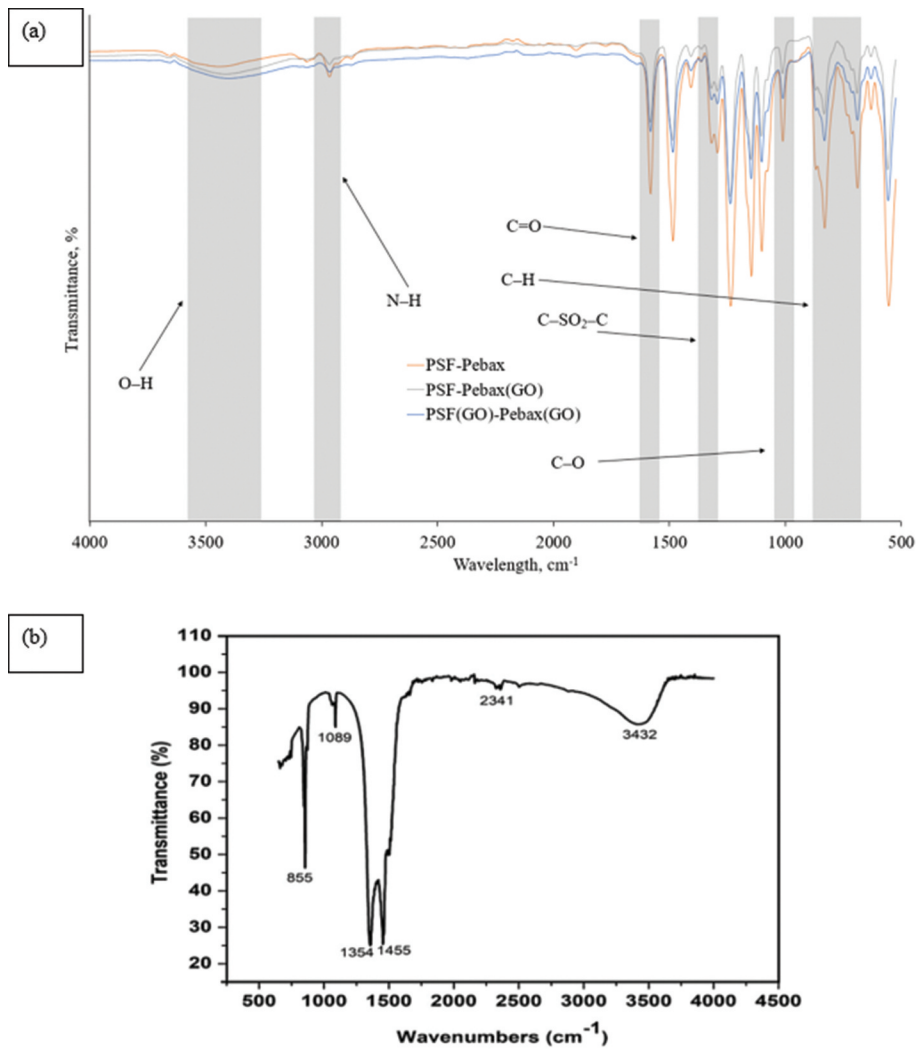 (a)
Transmittance, %
O–H
N–H
C=O
C–H
C–SO2–C
PSF-Pebax
PSF-Pebax(GO)
PSF(GO)-Pebax(GO)
C–O
4000 3500 3000 2500 2000 1500 1000 500
Wavelength, cm-1
(b)
Transmittance (%)
110
100
90
80
70
60
50
40
30
20
2341
1089
3432
855
1354 1455
500 1000 1500 2000 2500 3000 3500 4000 4500
Wavenumbers (cm-1)